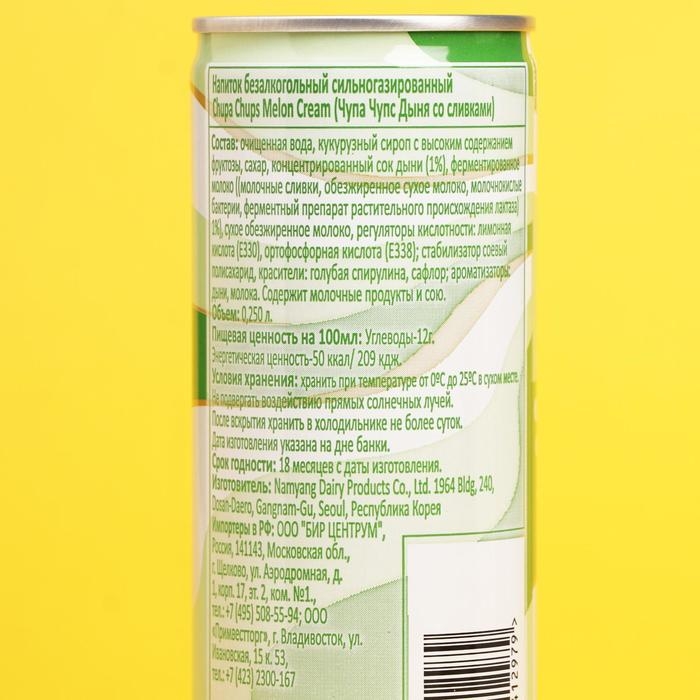 Напиток безалкогольный сильногазированный
Chupa Chups Melon Cream (Чупа Чупс Дыня со сливками)
Состав: очищенная вода, кукурузный сироп с высоким содержанием
фруктозы, сахар, концентрированный сок дыни (1%), ферментированное
молоко ((молочные сливки, обезжиренное сухое молоко, молочнокислые
бактерии, ферментный препарат растительного происхождения лактаза)
1%), сухое обезжиренное молоко, регуляторы кислотности: лимонная
кислота (E330), ортофосфорная кислота (E338); стабилизатор соевый
полисахарид, красители: голубая спирулина, сафлор; ароматизаторы:
дыни, молока. Содержит молочные продукты и сою.
Объем: 0,250 л.
Пищевая ценность на 100мл: Углеводы-12г.
Энергетическая ценность-50 ккал/ 209 кдж.
Условия хранения: хранить при температуре от 0ºC до 25ºC в сухом месте.
Не подвергать воздействию прямых солнечных лучей.
После вскрытия хранить в холодильнике не более суток.
Дата изготовления указана на дне банки.
Срок годности: 18 месяцев с даты изготовления.
Изготовитель: Namyang Dairy Products Co., Ltd. 1964 Bldg, 240,
Dosan-Daero, Gangnam-Gu, Seoul, Республика Корея
Импортеры в РФ: ООО "БИР ЦЕНТРУМ",
Россия, 141143, Московская обл.,
г. Щелково, ул. Аэродромная, д.
1, корп. 17, эт. 2, ком. №1.,
тел.: +7 (495) 508-55-94; ООО
«Примвестторг», г. Владивосток, ул.
Ивановская, 15 к. 53,
тел.: +7 (423) 2300-167
12979>